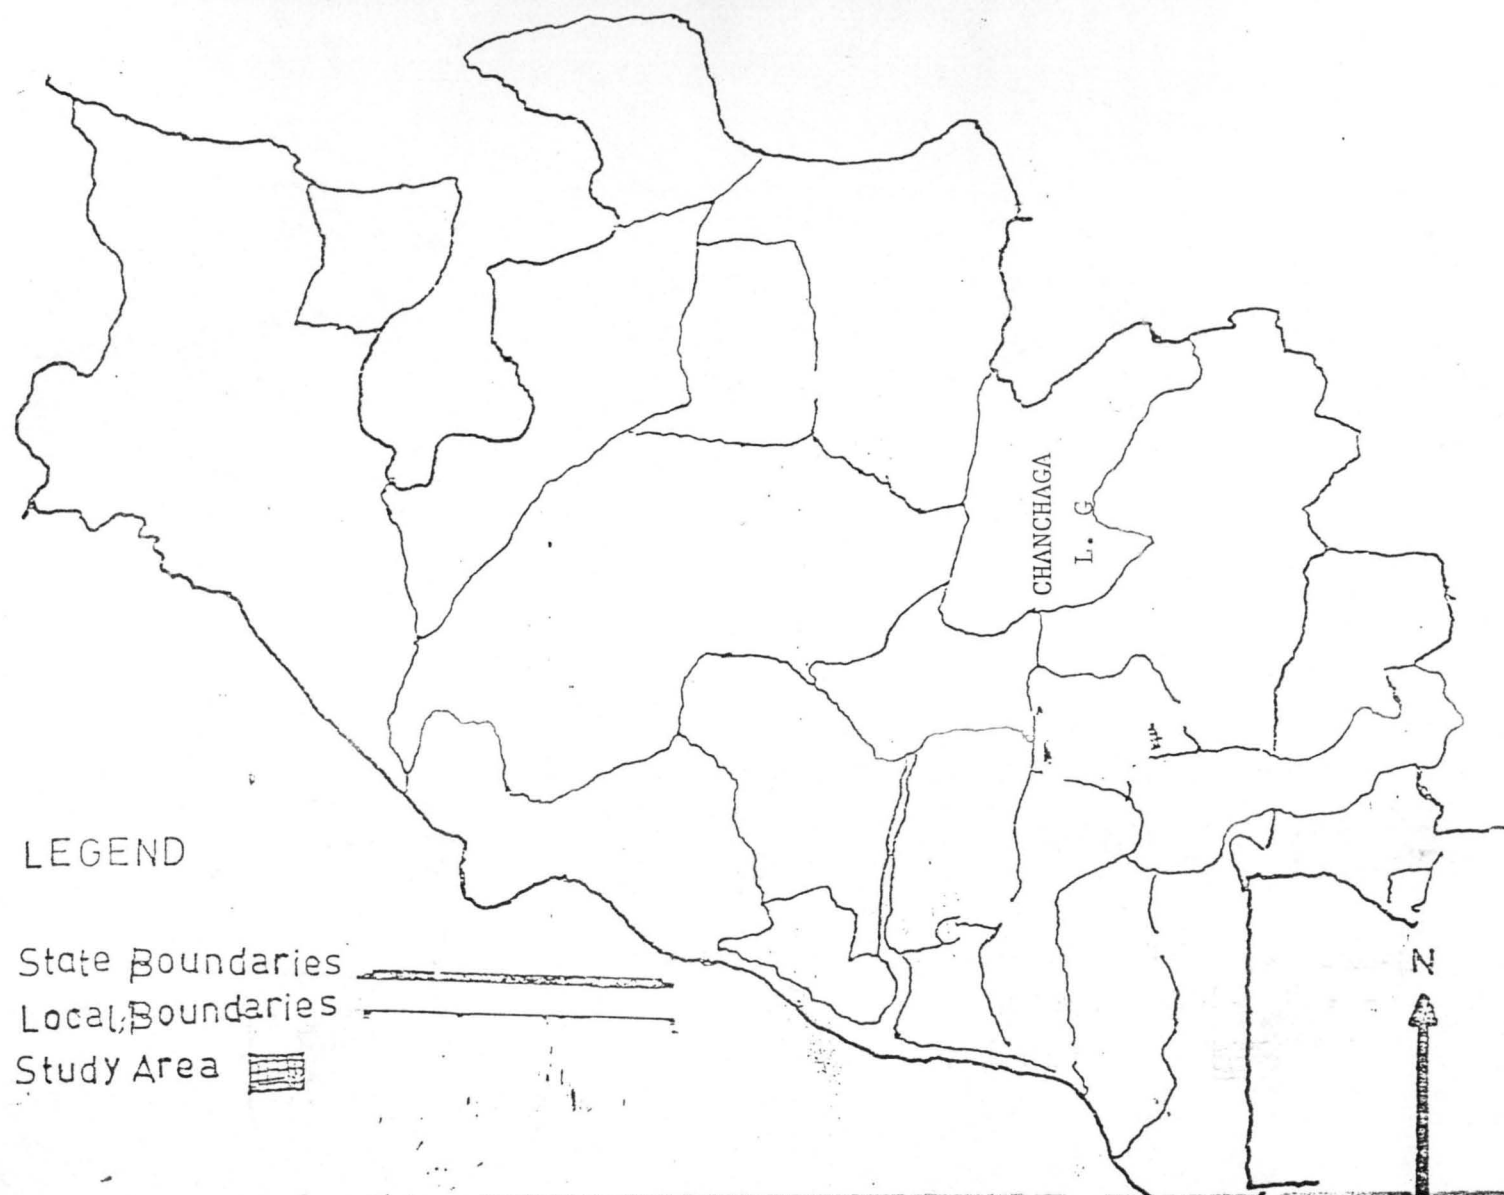 CHANCHAGA
L. G
LEGEND
State Boundaries
Local Boundaries
Study Area
N